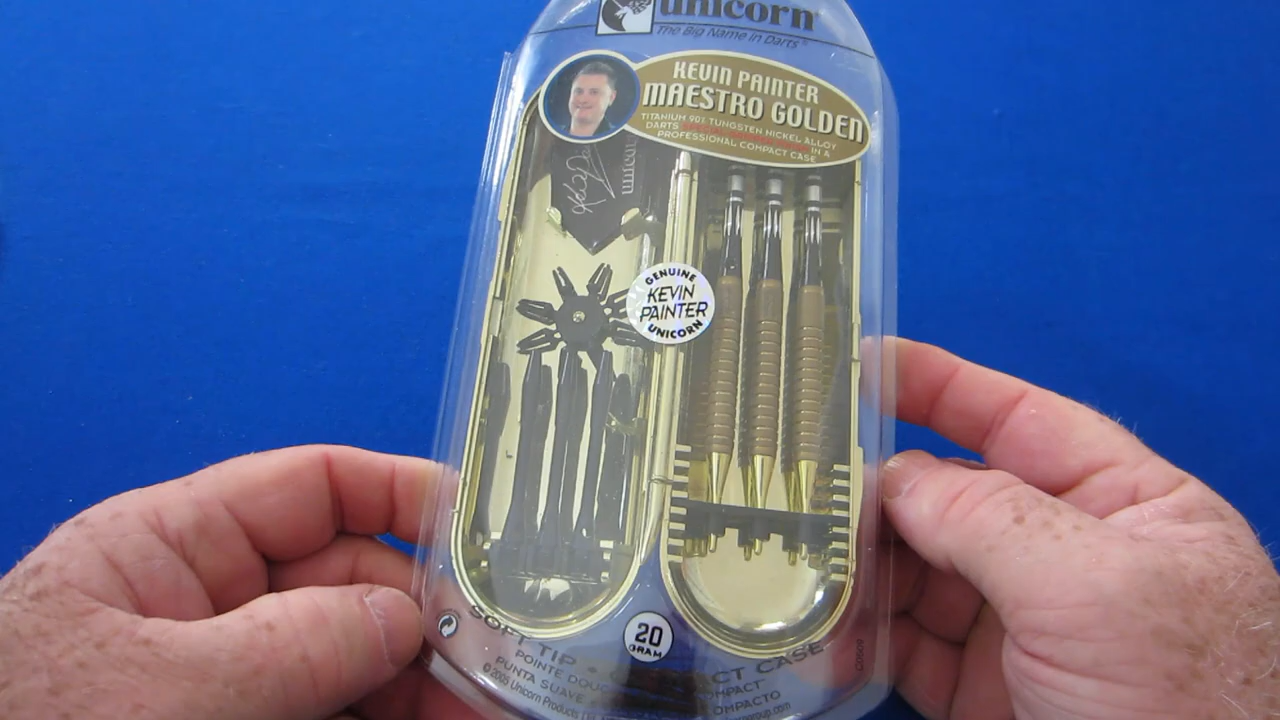 unicorn
The Big Name in Darts
KEVIN PAINTER
MAESTRO GOLDEN
TITANIUM 90% TUNGSTEN NICKEL ALLOY
DARTS IN A
PROFESSIONAL COMPACT CASE
unicorn
GENUINE
KEVIN
PAINTER
UNICORN
20
GRAM
SOFT TIP • COMPACT CASE
POINTE DOUCE COMPACT
PUNTA SUAVE COMPACTO
©2005 Unicorn Products